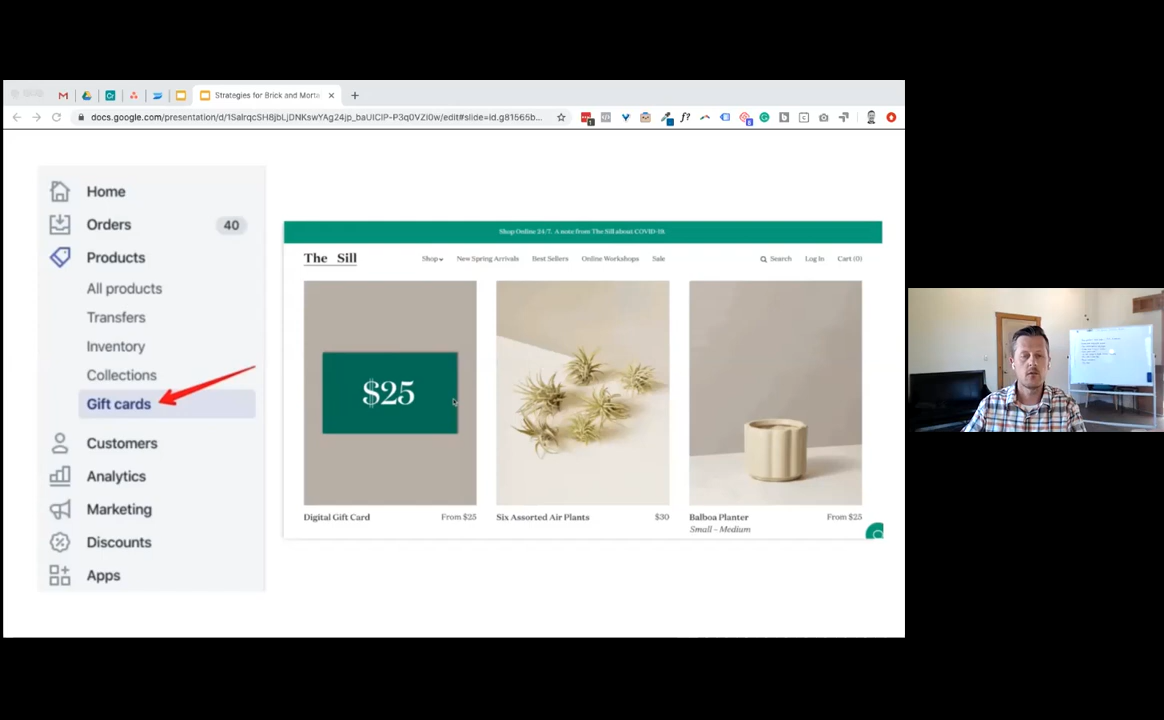 Strategies for Brick and Morta
docs.google.com/presentation/d/1SalrqcSH8jbLjDNKswYAg24jp_baUlClP-P3q0VZi0w/edit#slide=id.g81565b...
Home
Orders 40
Products
All products
Transfers
Inventory
Collections
Gift cards
Customers
Analytics
Marketing
Discounts
Apps
Shop Online 24/7. A note from The Sill about COVID-19.
The Sill
Shop New Spring Arrivals Best Sellers Online Workshops Sale Search Log In Cart (0)
$25
Digital Gift Card From $25
Six Assorted Air Plants $30
Balboa Planter From $25
Small - Medium